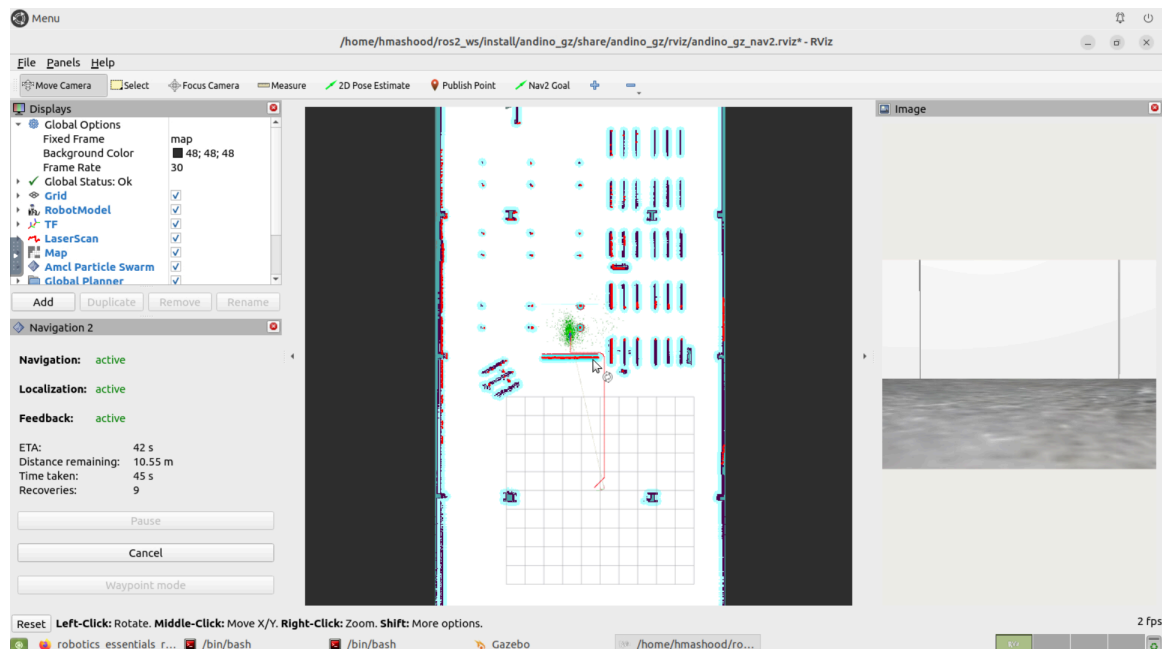 Menu
/home/hmashood/ros2_ws/install/andino_gz/share/andino_gz/rviz/andino_gz_nav2.rviz* - RViz
File Panels Help
Move Camera Select Focus Camera Measure 2D Pose Estimate Publish Point Nav2 Goal
Displays
Global Options
Fixed Frame map
Background Color 48; 48; 48
Frame Rate 30
Global Status: Ok
Grid
RobotModel
TF
LaserScan
Map
Amcl Particle Swarm
Global Planner
Add Duplicate Remove Rename
Navigation 2
Navigation: active
Localization: active
Feedback: active
ETA: 42 s
Distance remaining: 10.55 m
Time taken: 45 s
Recoveries: 9
Pause
Cancel
Waypoint mode
Image
Reset Left-Click: Rotate. Middle-Click: Move X/Y. Right-Click: Zoom. Shift: More options. 2 fps
robotics_essentials_r... /bin/bash /bin/bash Gazebo /home/hmashood/ro...